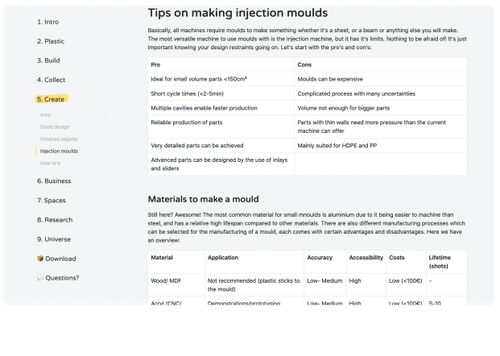 1. Intro
2. Plastic
3. Build
4. Collect
5. Create
Intro
Good design
Finished objects
Injection moulds
How to's
6. Business
7. Spaces
8. Research
9. Universe
📦 Download
Questions?
Tips on making injection moulds
Basically, all machines require moulds to make something whether it's a sheet, or a beam or anything else you will make.
The most versatile machine to use moulds with is the injection machine, but it has it's limits. Nothing to be afraid of! It's just
important knowing your design restraints going on. Let's start with the pro's and con's:
Pro Cons
Ideal for small volume parts <150cm³ Moulds can be expensive
Short cycle times (<2-5min) Complicated process with many uncertainties
Multiple cavities enable faster production Volume not enough for bigger parts
Reliable production of parts Parts with thin walls need more pressure than the current
machine can offer
Very detailed parts can be achieved Mainly suited for HDPE and PP
Advanced parts can be designed by the use of inlays
and sliders
Materials to make a mould
Still here? Awesome! The most common material for small mnoulds is aluminium due to it being easier to machine than
steel, and has a relative high lifespan compared to other materials. There are also different manufacturing processes which
can be selected for the manufacturing of a mould, each comes with certain advantages and disadvantages. Here we have
an overview:
Material Application Accuracy Accessibility Costs Lifetime
(shots)
Wood/ MDF Not recommended (plastic sticks to Low- Medium High Low (<100€) -
the mould)
Acryl (CNC/ Demonstrations/prototyping Low- Medium High Low (<100€) 5-10